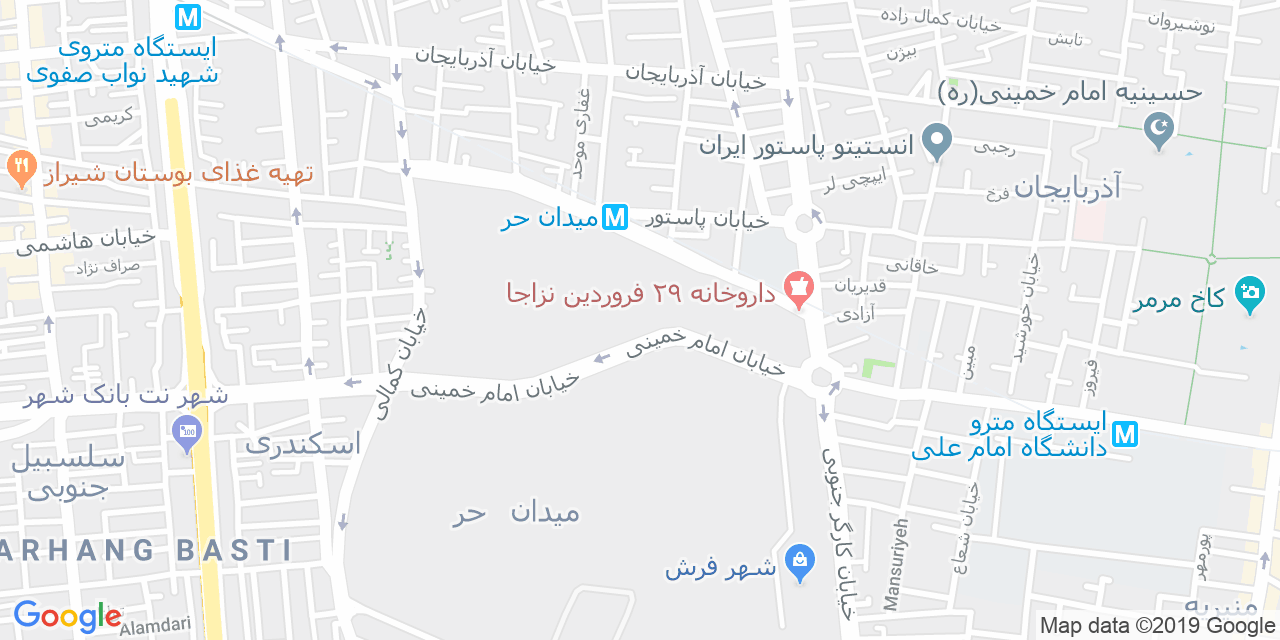 خیابان کمال زاده
نوشیروان
تابش
بیژن
ایستگاه متروی
شهید نواب صفوی
خیابان آذربایجان
خیابان آذربایجان
حسینیه امام خمینی(ره)
کریمی
غفاری موحد
انستیتو پاستور ایران
رجبی
تهیه غذای بوستان شیراز
ایپچی لر
فرخ
آذربایجان
میدان حر
خیابان پاستور
خیابان هاشمی
صراف نژاد
خاقانی
خیابان خورشید
داروخانه ۲۹ فروردین نزاجا
قدیریان
آزادی
کاخ مرمر
خیابان کمالی
خیابان امام خمینی
خیابان امام خمینی
مبین
فیروز
شهر نت بانک شهر
ایستگاه مترو
دانشگاه امام علی
اسکندری
سلسبیل
جنوبی
میدان حر
خیابان کارگر جنوبی
خیابان شعاع
Mansuriyeh
پورمهر
ARHANG BASTI
شهر فرش
منیریه
Google
Alamdari
Map data ©2019 Google